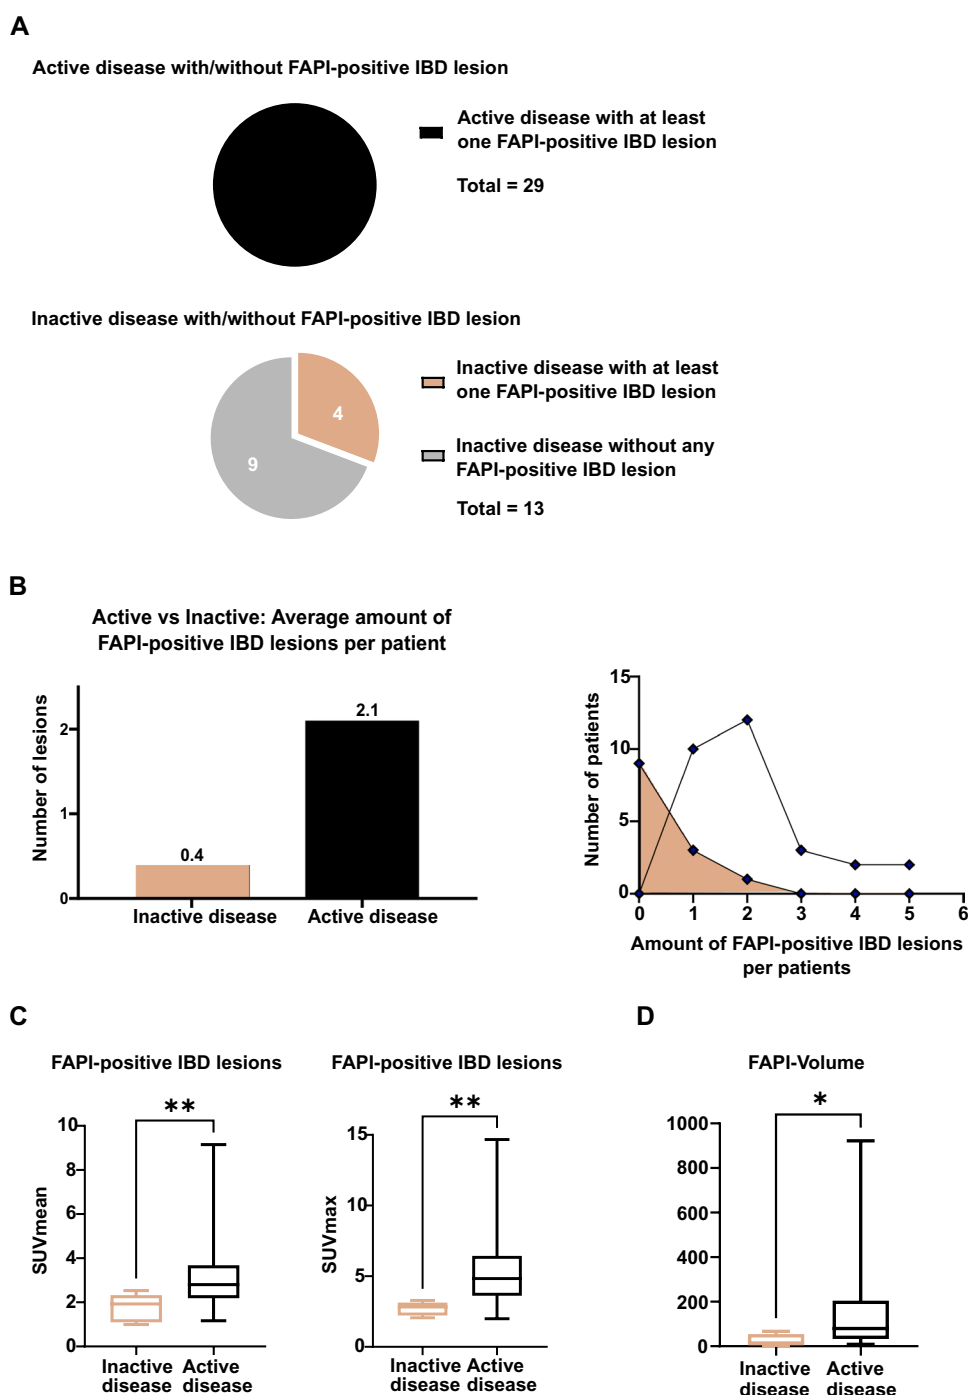 A
Active disease with/without FAPI-positive IBD lesion
Active disease with at least
one FAPI-positive IBD lesion
Total = 29
Inactive disease with/without FAPI-positive IBD lesion
Inactive disease with at least
one FAPI-positive IBD lesion
4
9
Inactive disease without any
FAPI-positive IBD lesion
Total = 13
B
Active vs Inactive: Average amount of
FAPI-positive IBD lesions per patient
Number of lesions
2
1
0
0.4
2.1
Inactive disease
Active disease
Number of patients
15
10
5
0
0 1 2 3 4 5 6
Amount of FAPI-positive IBD lesions
per patients
C
FAPI-positive IBD lesions
**
SUVmean
10
8
6
4
2
0
Inactive
disease
Active
disease
FAPI-positive IBD lesions
**
SUVmax
15
10
5
0
Inactive
disease
Active
disease
D
FAPI-Volume
*
1000
800
600
400
200
0
Inactive
disease
Active
disease